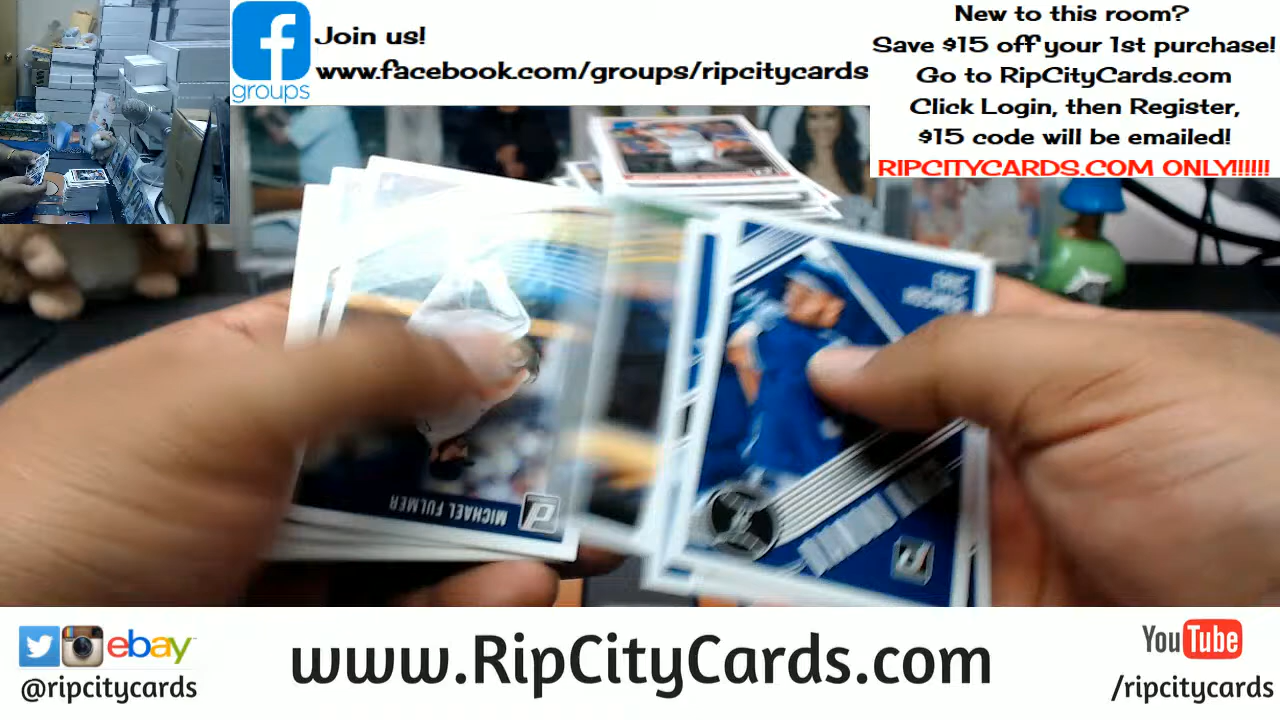 groups
Join us!
www.facebook.com/groups/ripcitycards
New to this room?
Save $15 off your 1st purchase!
Go to RipCityCards.com
Click Login, then Register,
$15 code will be emailed!
RIPCITYCARDS.COM ONLY!!!!!
MICHAEL FULMER
ebay
@ripcitycards
www.RipCityCards.com
YouTube
/ripcitycards